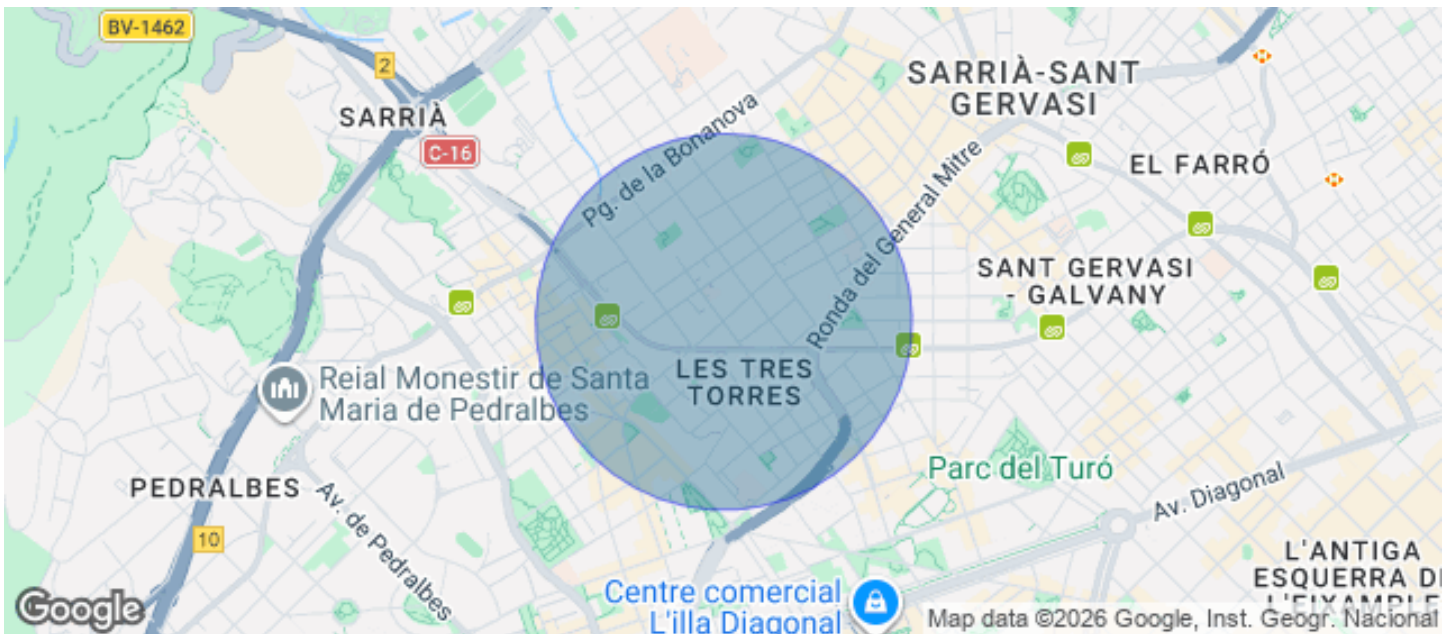 BV-1462
2
SARRIÀ
C-16
Pg. de la Bonanova
SARRIÀ-SANT
GERVASI
Ronda del General Mitre
EL FARRÓ
SANT GERVASI
- GALVANY
LES TRES
TORRES
Reial Monestir de Santa
Maria de Pedralbes
PEDRALBES
Av. de Pedralbes
10
Parc del Turó
Av. Diagonal
L'ANTIGA
ESQUERRA DE
L'EIXAMPLE
Centre comercial
L'illa Diagonal
Google
Map data ©2026 Google, Inst. Geogr. Nacional